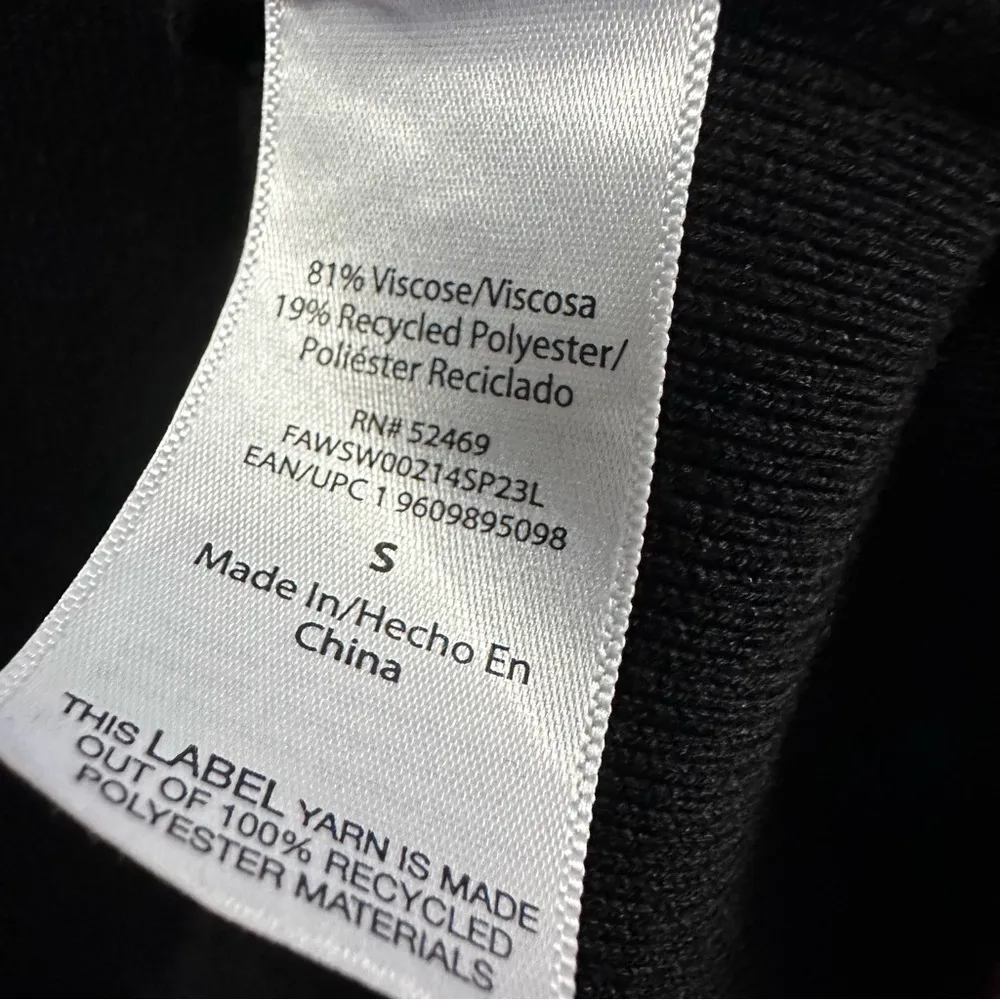 81% Viscose/Viscosa
19% Recycled Polyester/
Poliéster Reciclado
RN# 52469
FAWSW00214SP23L
EAN/UPC 1 9609895098
S
Made In/Hecho En
China
THIS LABEL YARN IS MADE
OUT OF 100% RECYCLED
POLYESTER MATERIALS